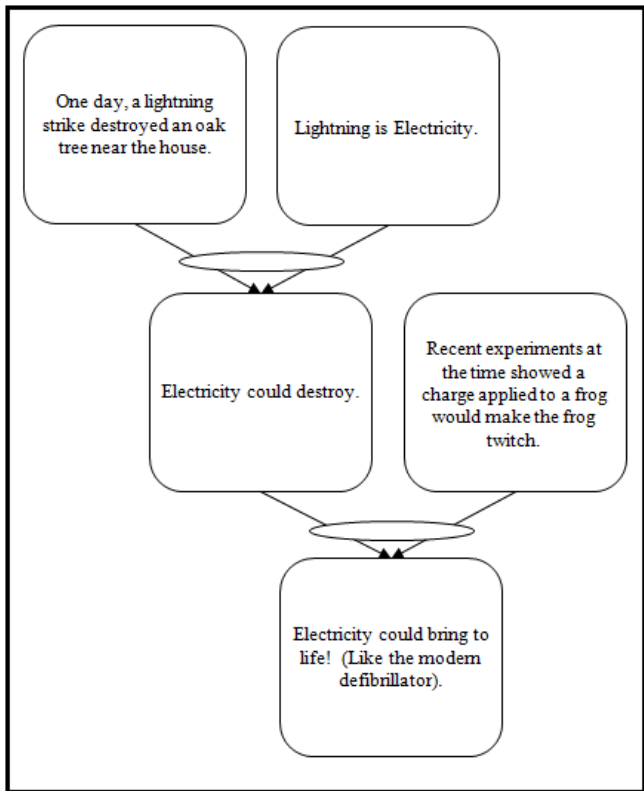 One day, a lightning
strike destroyed an oak
tree near the house.
Lightning is Electricity.
Electricity could destroy.
Recent experiments at
the time showed a
charge applied to a frog
would make the frog
twitch.
Electricity could bring to
life!  (Like the modern
defibrillator).